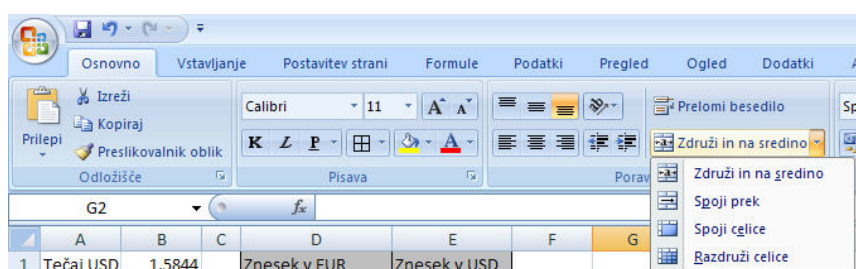 Osnovno Vstavljanje Postavitev strani Formule Podatki Pregled Ogled Dodatki
Prilepi
Izreži
Kopiraj
Preslikovalnik oblik
Odložišče
Calibri 11
K L P A
Pisava
Prelomi besedilo
Združi in na sredino
Porav
Združi in na sredino
Spoji prek
Spoji celice
Razdruži celice
G2 fx
A B C D E F G
1 Tečaj USD 1,5844 Znesek v EUR Znesek v USD